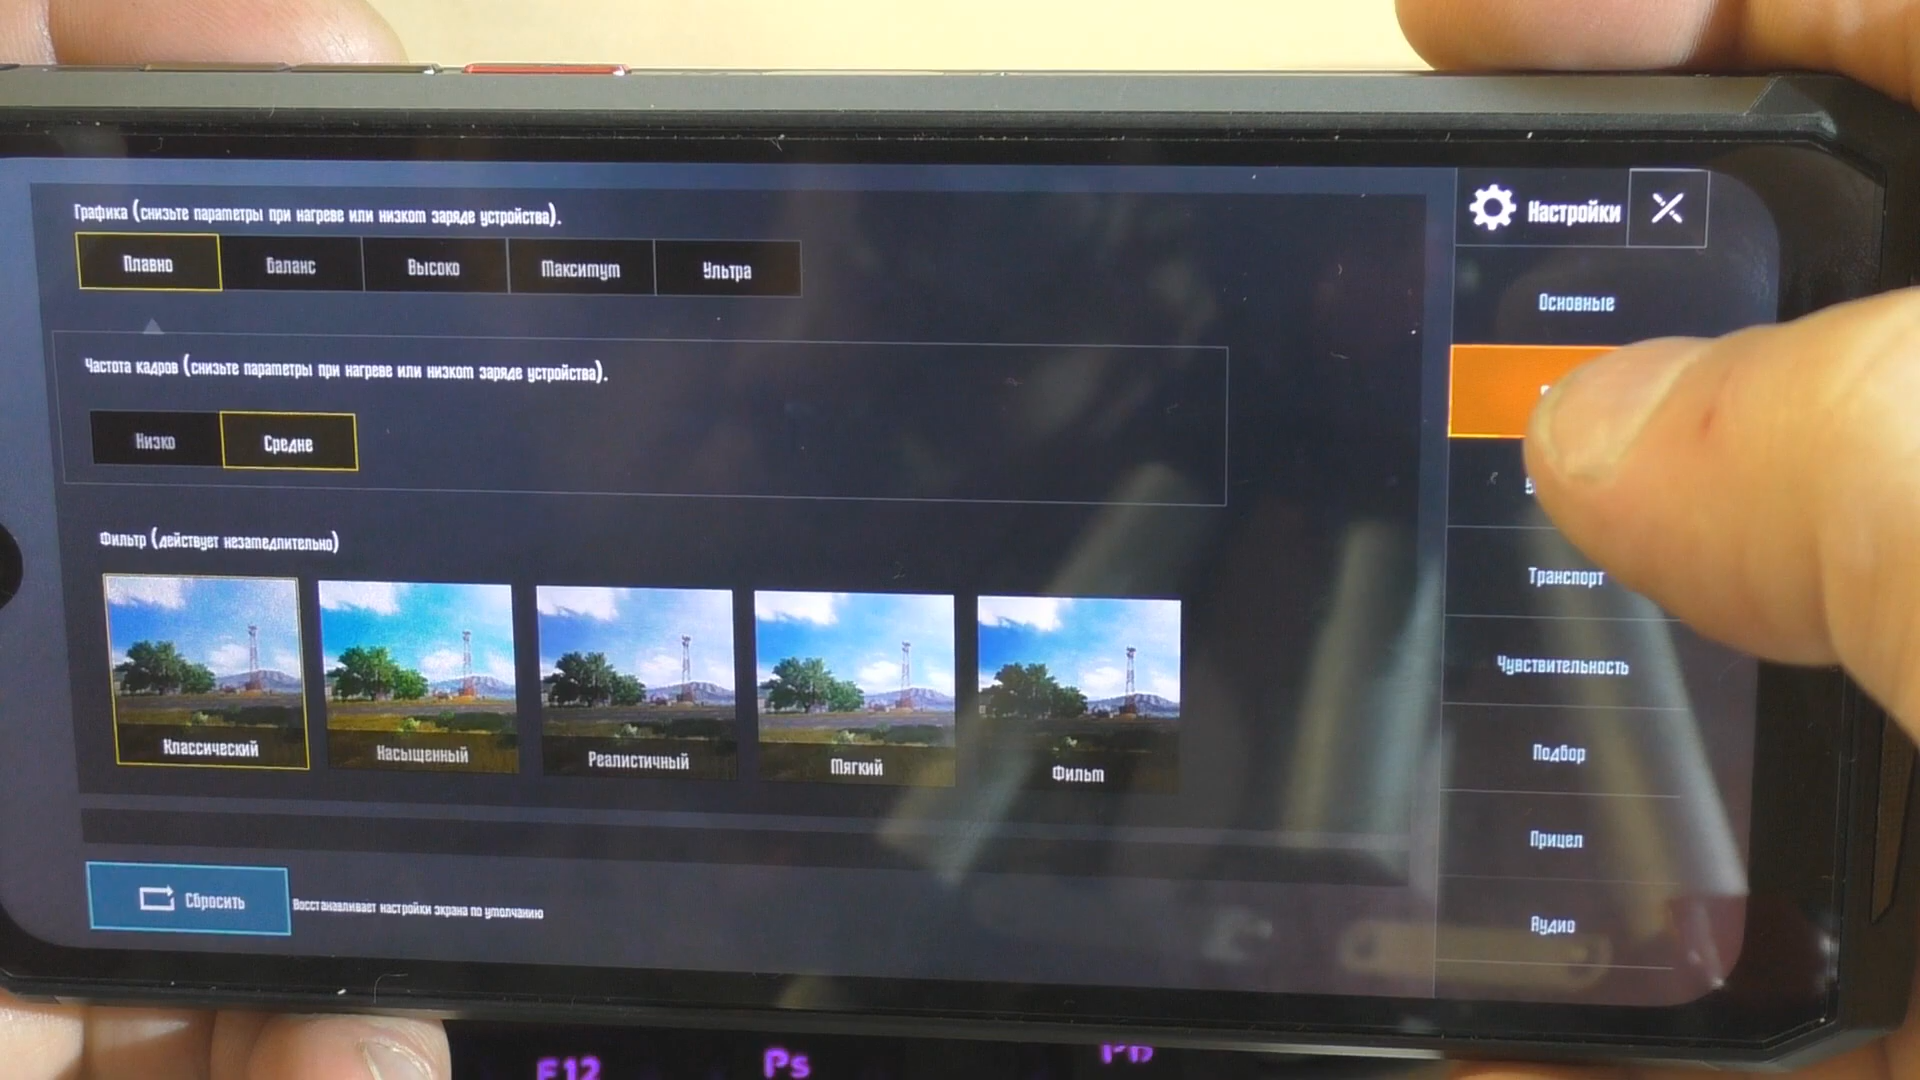 Графика (снизьте параметры при нагреве или низком заряде устройства).
Плавно
Баланс
Высоко
Максимум
Ультра
Частота кадров (снизьте параметры при нагреве или низком заряде устройства).
Низко
Средне
Фильтр (действует незамедлительно)
Классический
Насыщенный
Реалистичный
Мягкий
Фильм
Сбросить
Восстанавливает настройки экрана по умолчанию
Настройки
Основные
Транспорт
Чувствительность
Подбор
Прицел
Аудио
F12
Ps